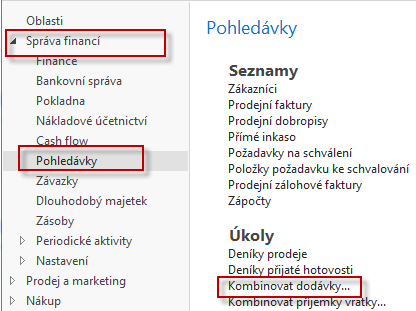 Oblasti
Správa financí
Finance
Bankovní správa
Pokladna
Nákladové účetnictví
Cash flow
Pohledávky
Závazky
Dlouhodobý majetek
Zásoby
Periodické aktivity
Nastavení
Prodej a marketing
Nákup
Pohledávky
Seznamy
Zákazníci
Prodejní faktury
Prodejní dobropisy
Přímé inkaso
Požadavky na schválení
Položky požadavku ke schvalování
Prodejní zálohové faktury
Zápočty
Úkoly
Deníky prodeje
Deníky přijaté hotovosti
Kombinovat dodávky...
Kombinovat příjemky vratky...